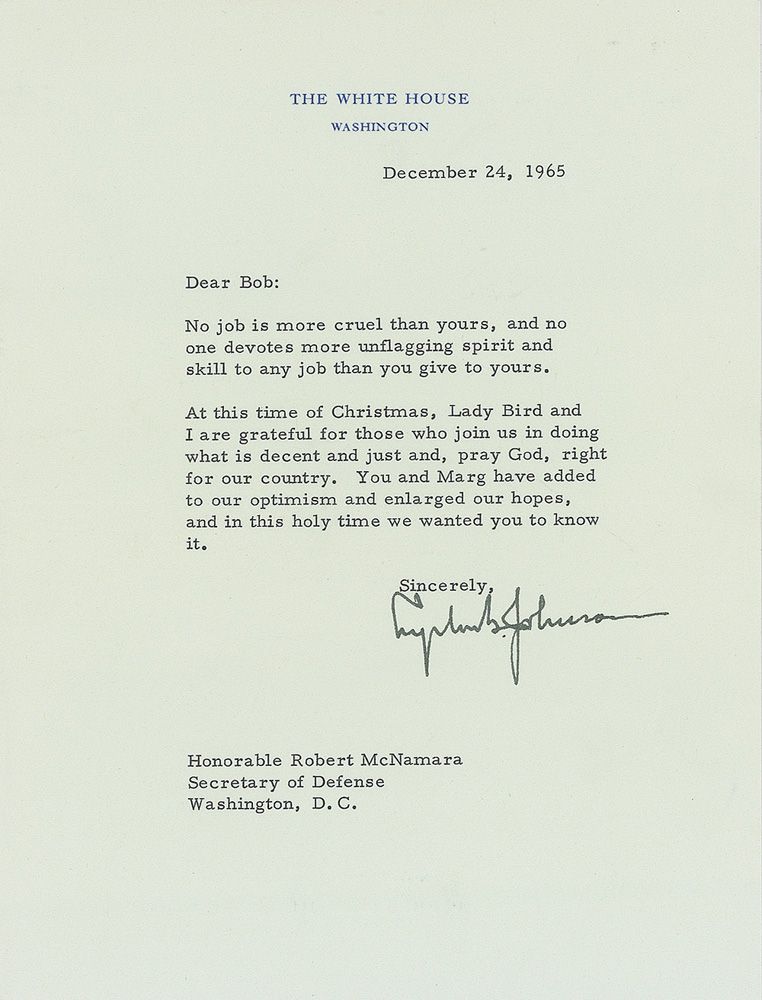 THE WHITE HOUSE
WASHINGTON
December 24, 1965
Dear Bob:
No job is more cruel than yours, and no
one devotes more unflagging spirit and
skill to any job than you give to yours.
At this time of Christmas, Lady Bird and
I are grateful for those who join us in doing
what is decent and just and, pray God, right
for our country. You and Marg have added
to our optimism and enlarged our hopes,
and in this holy time we wanted you to know
it.
Sincerely,
Lyndon B. Johnson
Honorable Robert McNamara
Secretary of Defense
Washington, D. C.